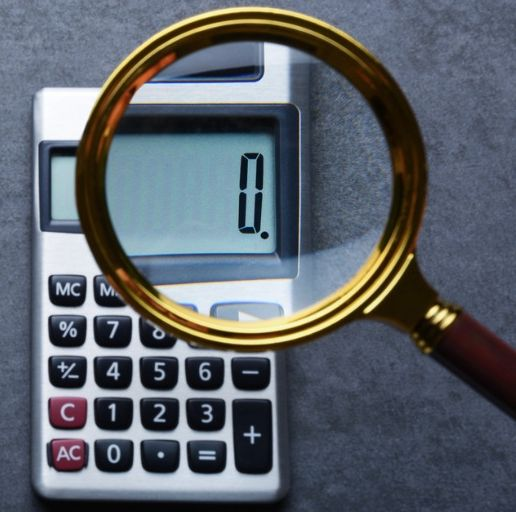 0.
MC M
% 7 8
+/- 4 5 6 −
C 1 2 3
AC 0 · = +